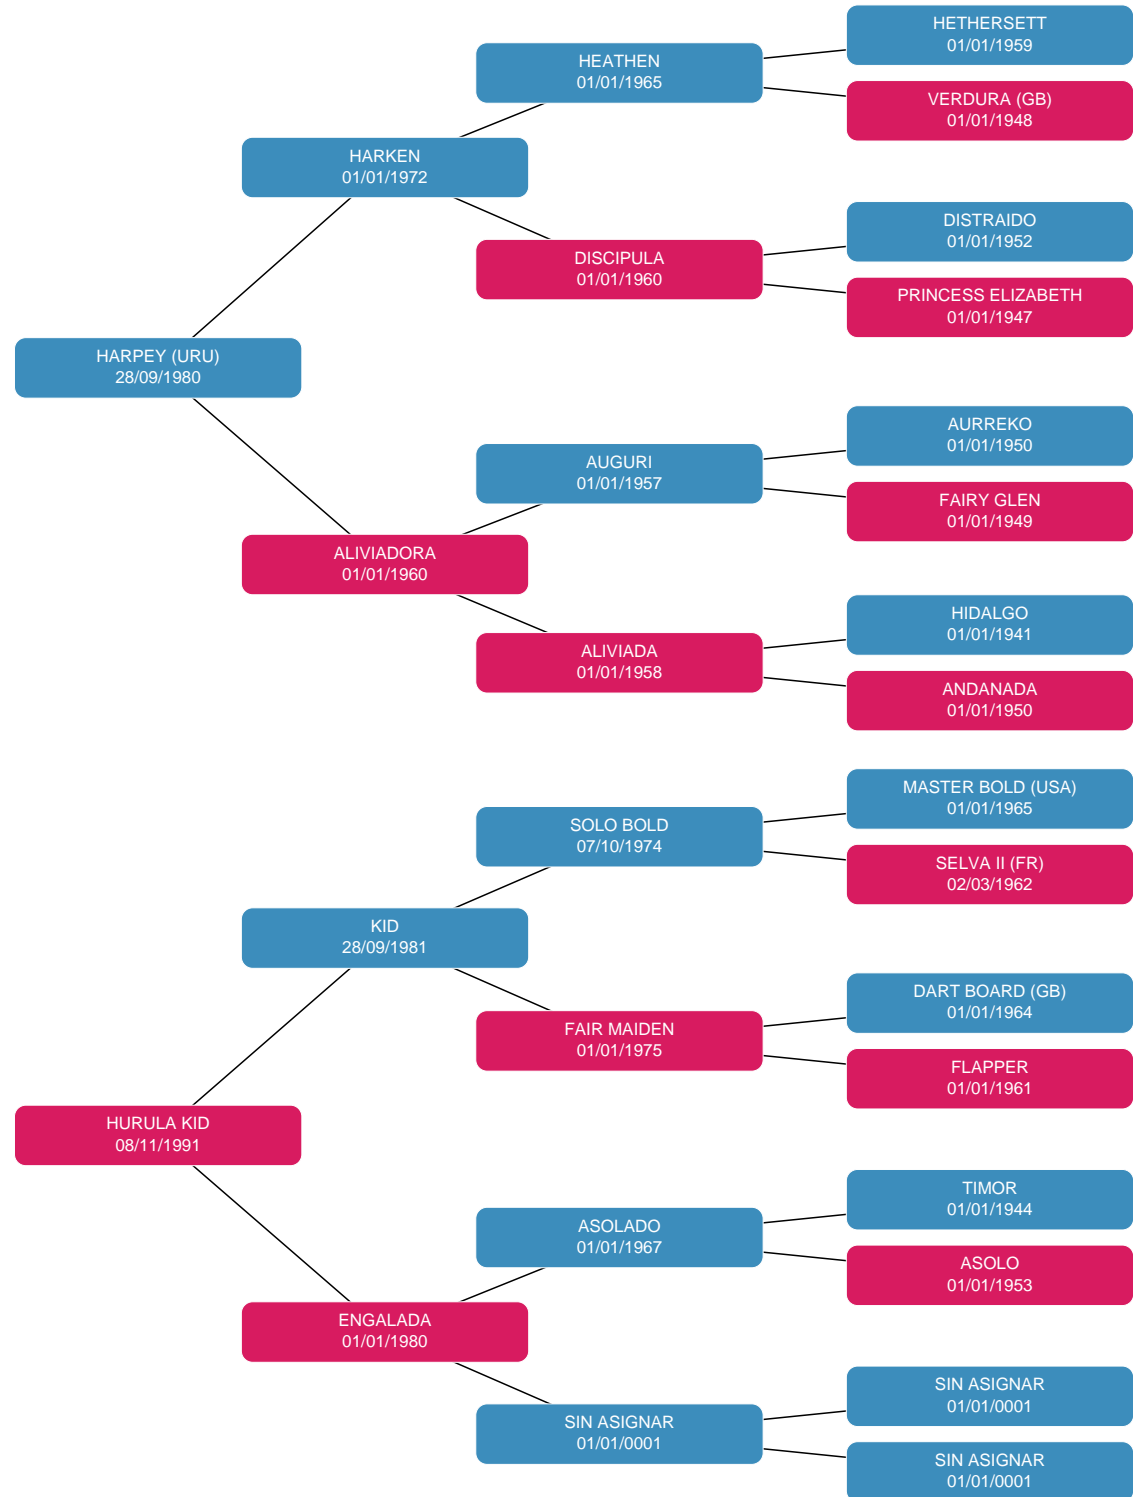 HETHERSETT
01/01/1959
HEATHEN
01/01/1965
VERDURA (GB)
01/01/1948
HARKEN
01/01/1972
DISTRAIDO
01/01/1952
DISCIPULA
01/01/1960
PRINCESS ELIZABETH
01/01/1947
HARPEY (URU)
28/09/1980
AURREKO
01/01/1950
AUGURI
01/01/1957
FAIRY GLEN
01/01/1949
ALIVIADORA
01/01/1960
HIDALGO
01/01/1941
ALIVIADA
01/01/1958
ANDANADA
01/01/1950
MASTER BOLD (USA)
01/01/1965
SOLO BOLD
07/10/1974
SELVA II (FR)
02/03/1962
KID
28/09/1981
DART BOARD (GB)
01/01/1964
FAIR MAIDEN
01/01/1975
FLAPPER
01/01/1961
HURULA KID
08/11/1991
TIMOR
01/01/1944
ASOLADO
01/01/1967
ASOLO
01/01/1953
ENGALADA
01/01/1980
SIN ASIGNAR
01/01/0001
SIN ASIGNAR
01/01/0001
SIN ASIGNAR
01/01/0001